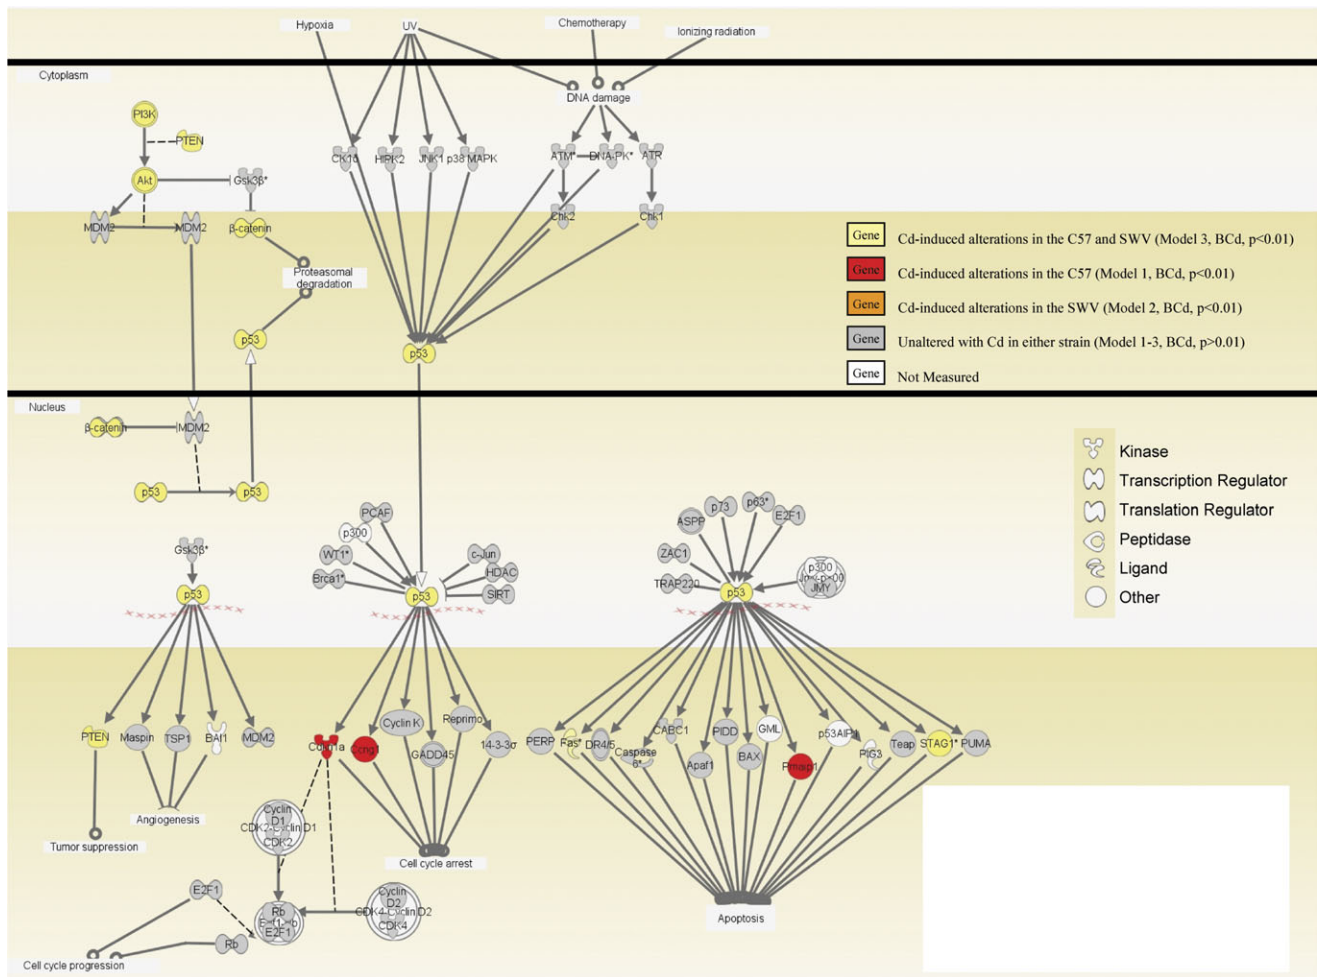 Hypoxia
UV
Chemotherapy
Ionizing radiation
Cytoplasm
DNA damage
PI3K
PTEN
CK1δ
HIPK2
JNK1
p38 MAPK
ATM*
DNA-PK*
ATR
Akt
Gsk3β*
MDM2
MDM2
β-catenin
Chk2
Chk1
Proteasomal
degradation
p53
p53
Gene Cd-induced alterations in the C57 and SWV (Model 3, BCd, p<0.01)
Gene Cd-induced alterations in the C57 (Model 1, BCd, p<0.01)
Gene Cd-induced alterations in the SWV (Model 2, BCd, p<0.01)
Gene Unaltered with Cd in either strain (Model 1-3, BCd, p>0.01)
Gene Not Measured
Nucleus
β-catenin
MDM2
p53
p53
Kinase
Transcription Regulator
Translation Regulator
Peptidase
Ligand
Other
Gsk3β*
p53
PCAF
p300
WT1*
Brca1*
c-Jun
HDAC
SIRT
p53
ASPP
p73
p63*
E2F1
ZAC1
TRAP220
p300
JMY
p53
PTEN
Maspin
TSP1
BAI1
MDM2
Angiogenesis
Tumor suppression
Cdkn1a
Ccng1
Cyclin K
GADD45
Reprimo
14-3-3σ
Cell cycle arrest
PERP
Fas*
DR4/5
Caspase
6*
CABC1
Apaf1
PIDD
BAX
GML
Pmaip1
p53AIP1
PIG3
Teap
STAG1*
PUMA
Apoptosis
Cyclin
D1
CDK2-Cyclin D1
CDK2
E2F1
Rb
E2F1
Rb
Cyclin
D2
CDK4-Cyclin D2
CDK4
Cell cycle progression